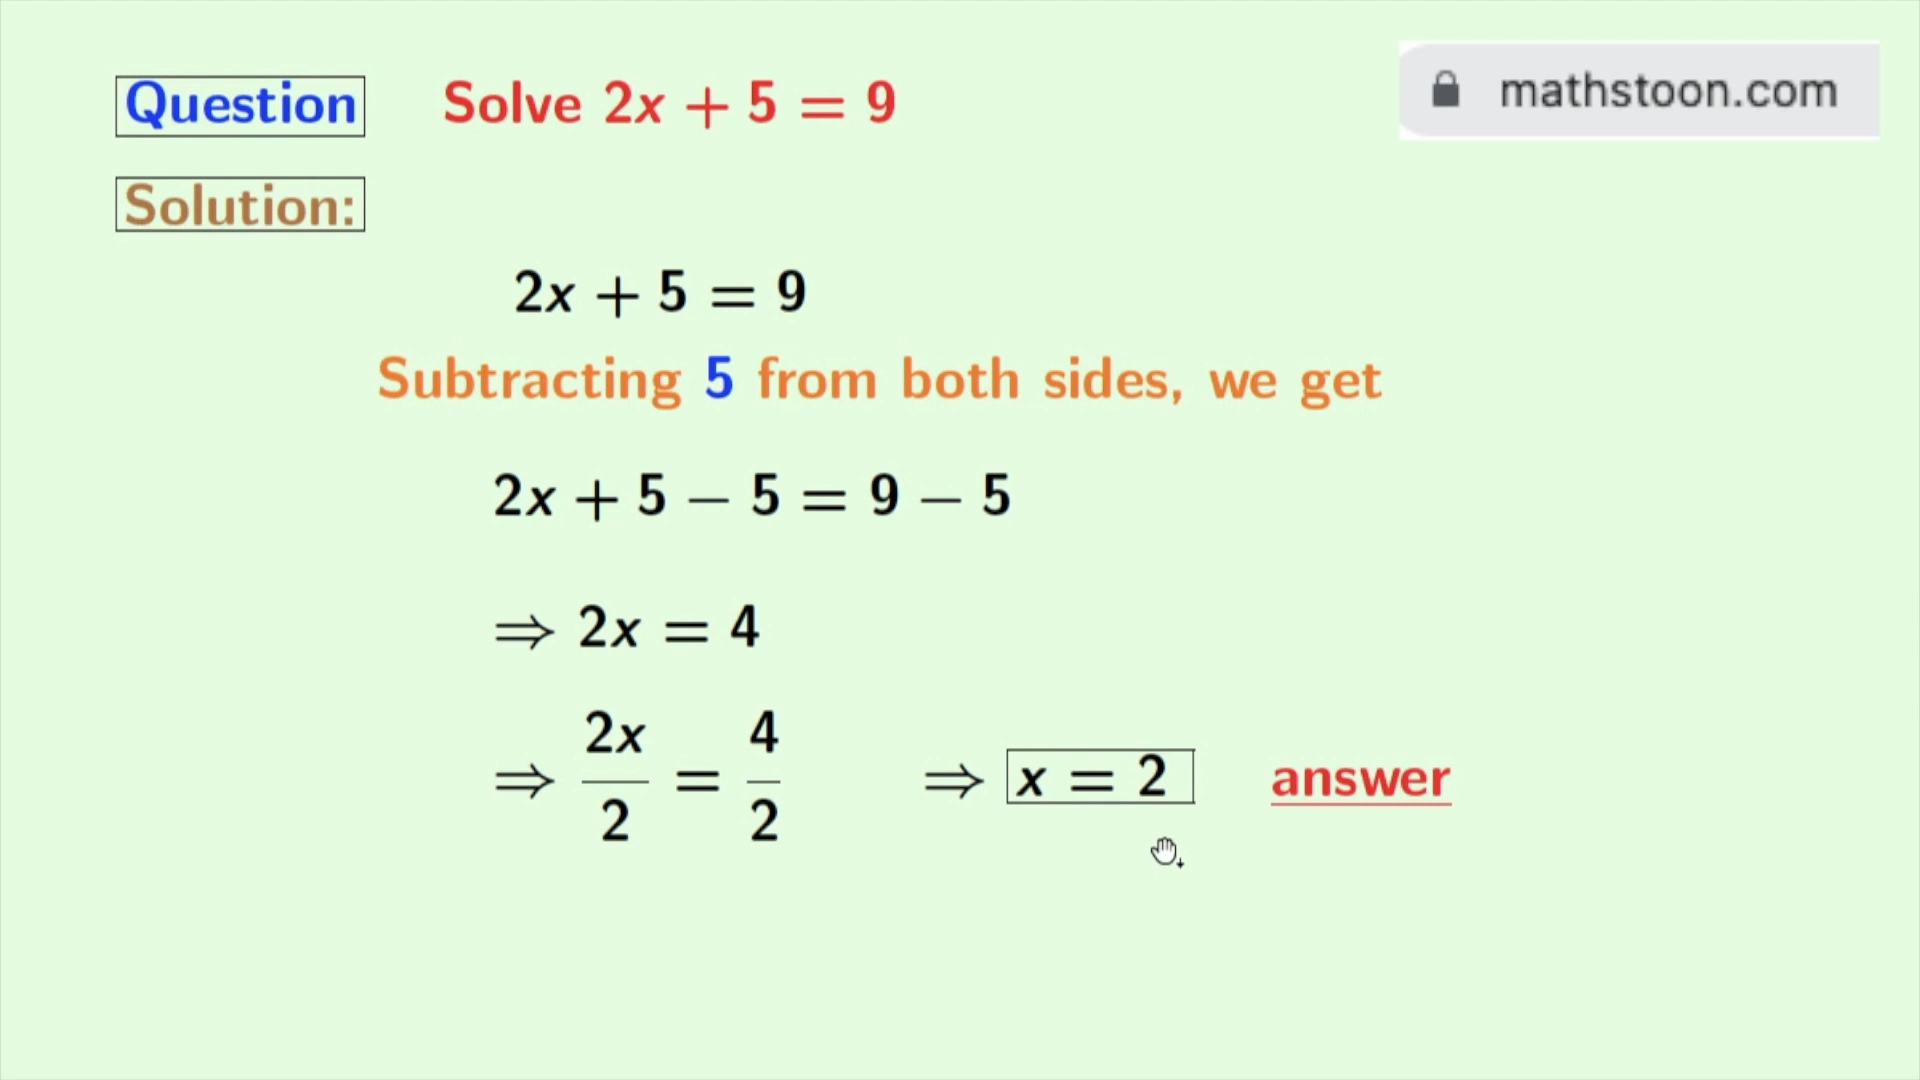 Question Solve 2x + 5 = 9
mathstoon.com
Solution:
2x + 5 = 9
Subtracting 5 from both sides, we get
2x + 5 − 5 = 9 − 5
⇒ 2x = 4
⇒ 2x/2 = 4/2 ⇒ x = 2 answer